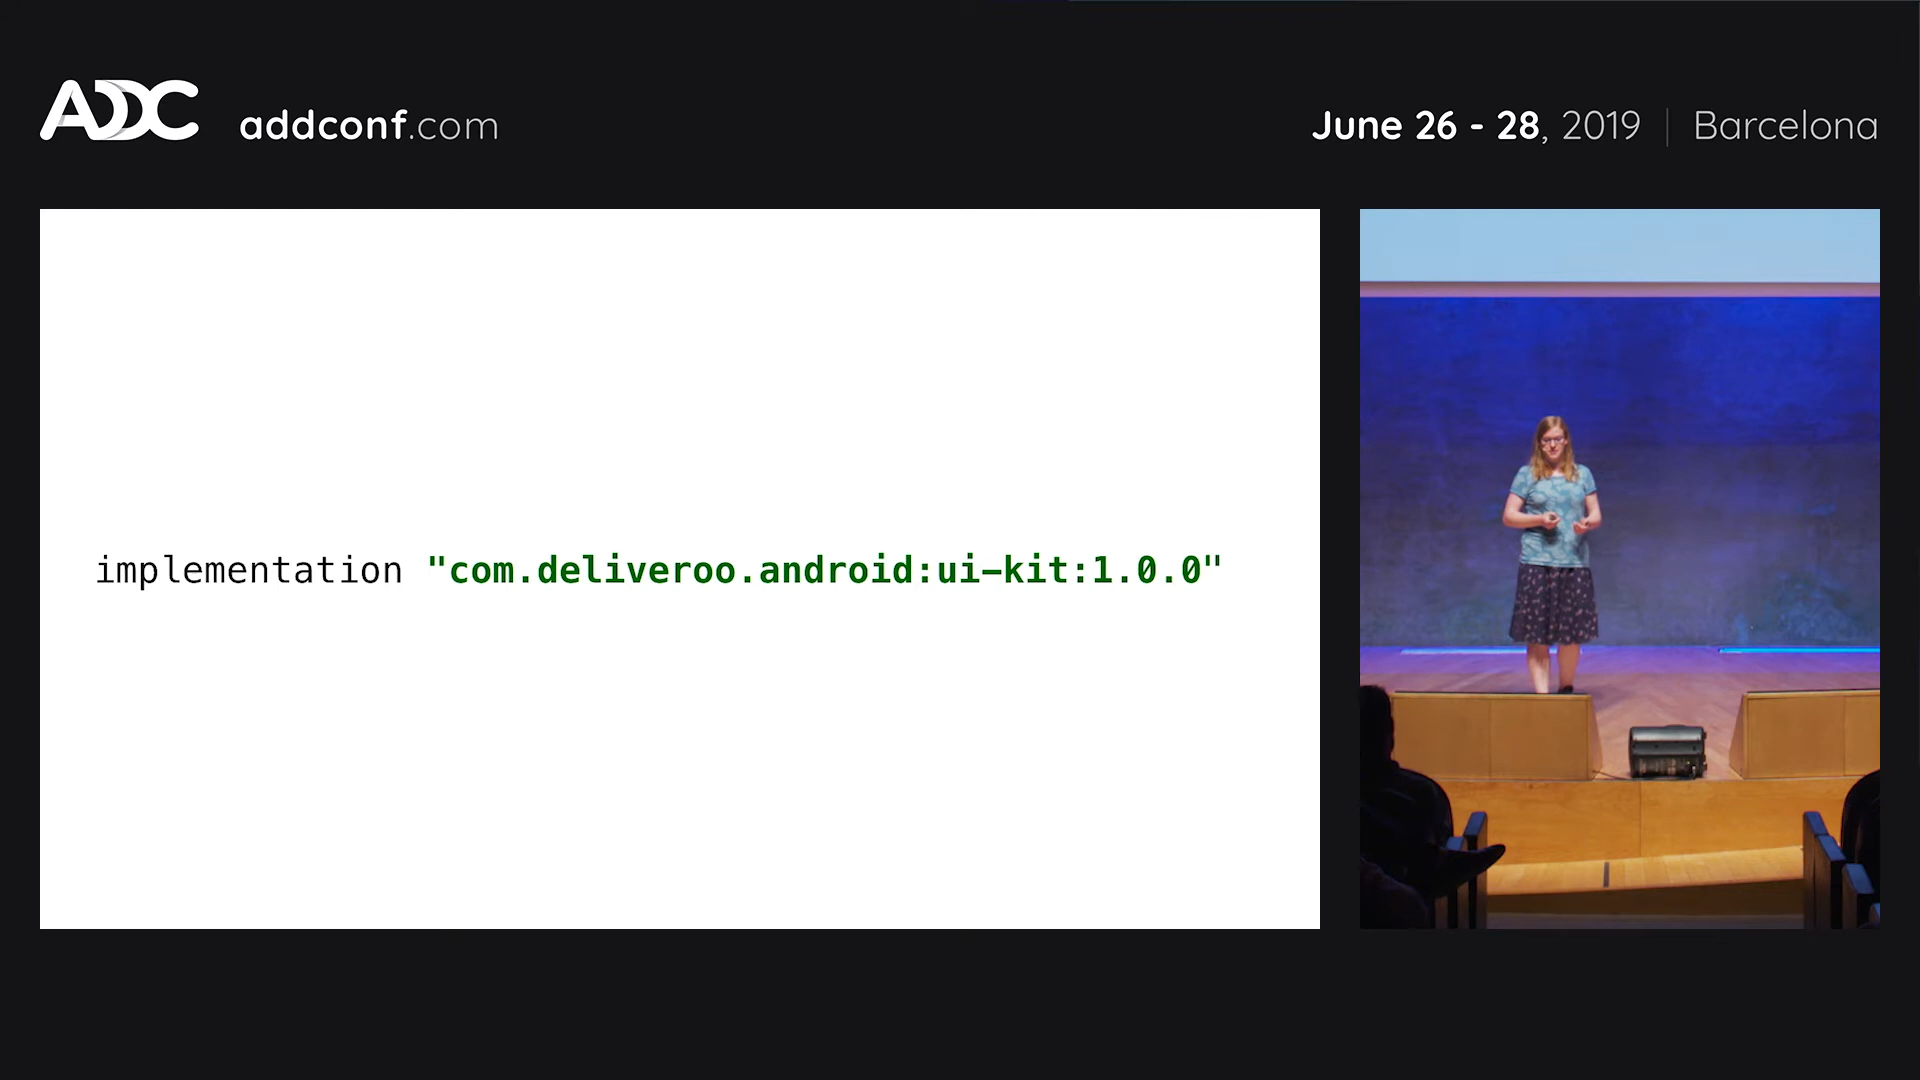 ADDC
addconf.com
June 26 - 28, 2019 | Barcelona
implementation "com.deliveroo.android:ui-kit:1.0.0"